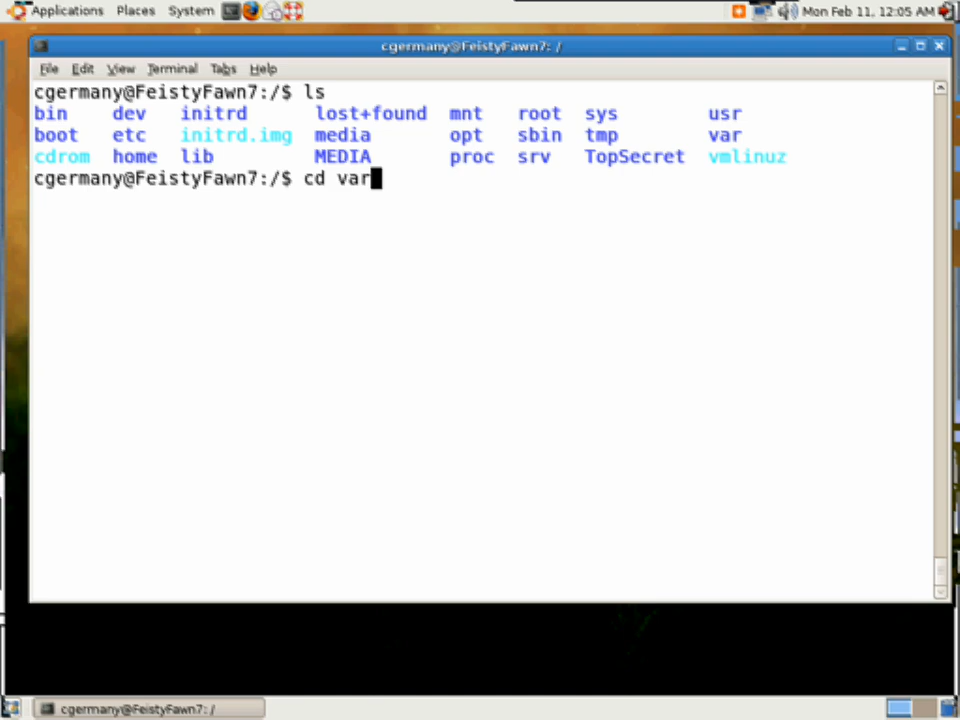 Applications Places System Mon Feb 11, 12:05 AM
cgermany@FeistyFawn7: /
File Edit View Terminal Tabs Help
cgermany@FeistyFawn7:/$ ls
bin dev initrd lost+found mnt root sys usr
boot etc initrd.img media opt sbin tmp var
cdrom home lib MEDIA proc srv TopSecret vmlinuz
cgermany@FeistyFawn7:/$ cd var
cgermany@FeistyFawn7: /